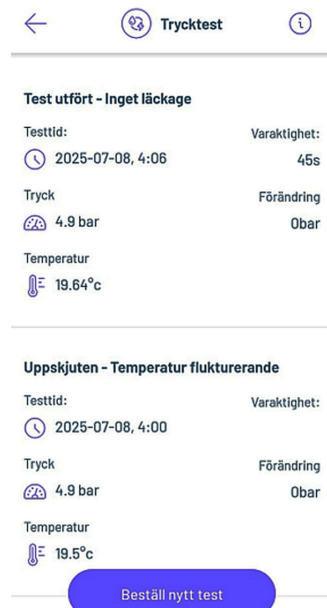 Trycktest
Test utfört - Inget läckage
Testtid:
Varaktighet:
2025-07-08, 4:06
45s
Tryck
Förändring
4.9 bar
0bar
Temperatur
19.64°c
Uppskjuten - Temperatur flukturerande
Testtid:
Varaktighet:
2025-07-08, 4:00
Tryck
Förändring
4.9 bar
0bar
Temperatur
19.5°c
Beställ nytt test